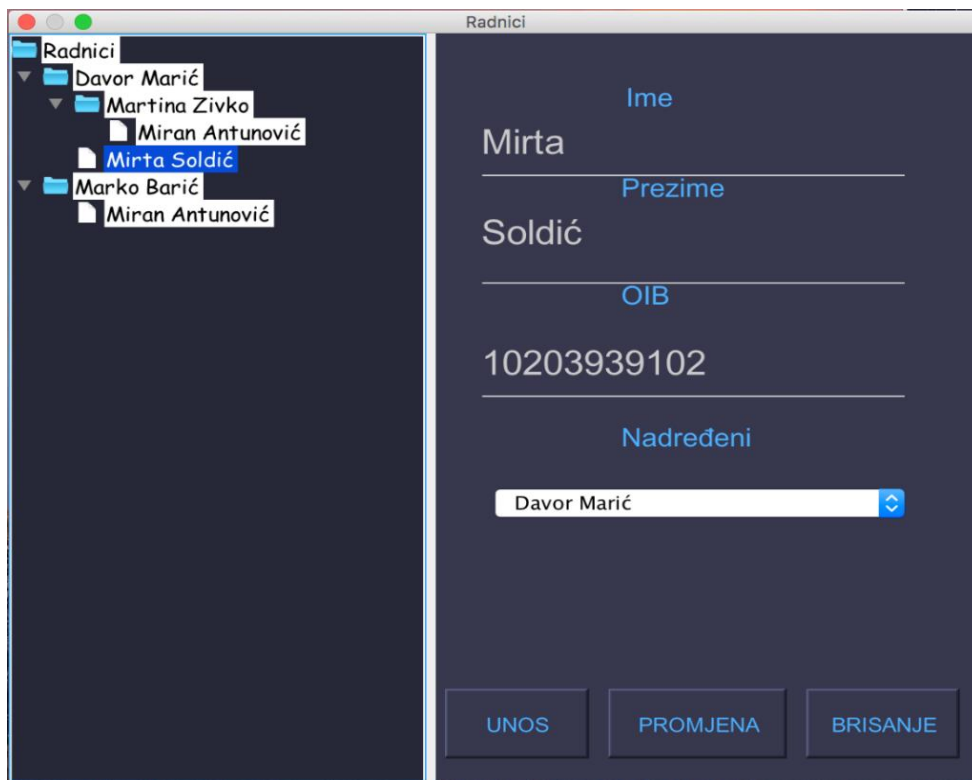 Radnici
Radnici
Davor Marić
Martina Zivko
Miran Antunović
Mirta Soldić
Marko Barić
Miran Antunović
Ime
Mirta
Prezime
Soldić
OIB
10203939102
Nadređeni
Davor Marić
UNOS
PROMJENA
BRISANJE